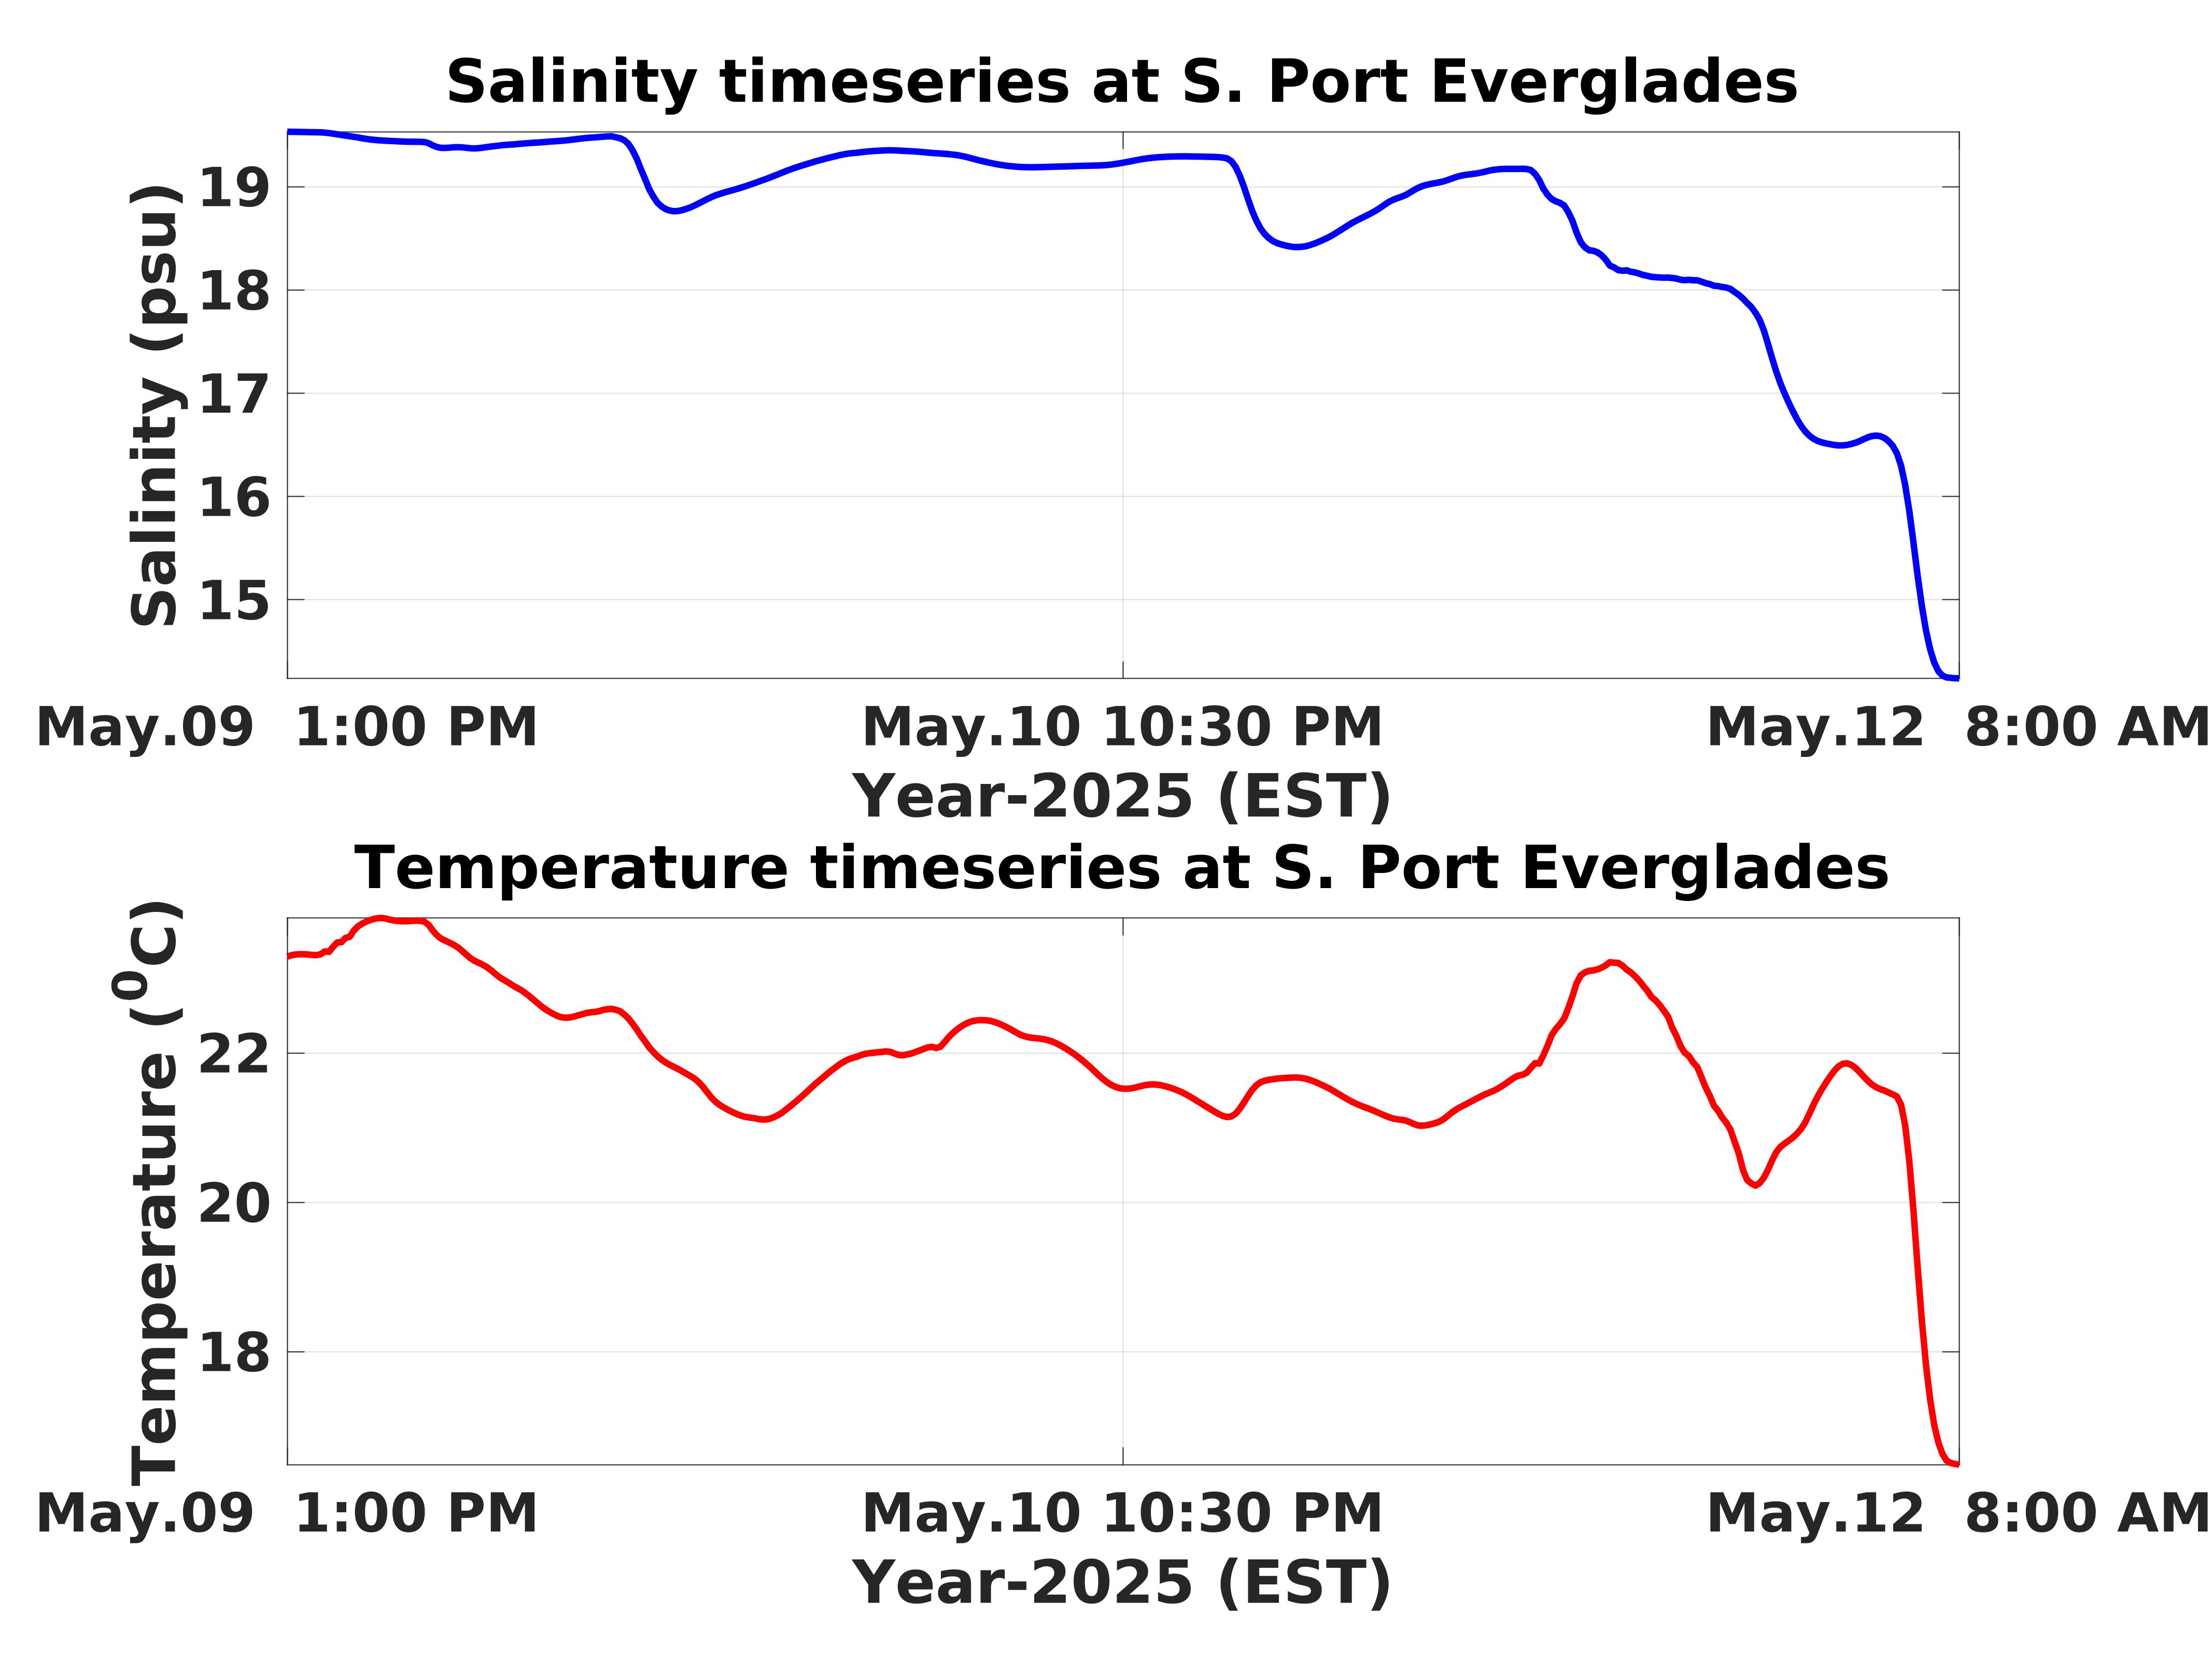 Salinity timeseries at S. Port Everglades
Salinity (psu)
19
18
17
16
15
May.09 1:00 PM
May.10 10:30 PM
May.12 8:00 AM
Year-2025 (EST)
Temperature timeseries at S. Port Everglades
Temperature (⁰C)
22
20
18
May.09 1:00 PM
May.10 10:30 PM
May.12 8:00 AM
Year-2025 (EST)